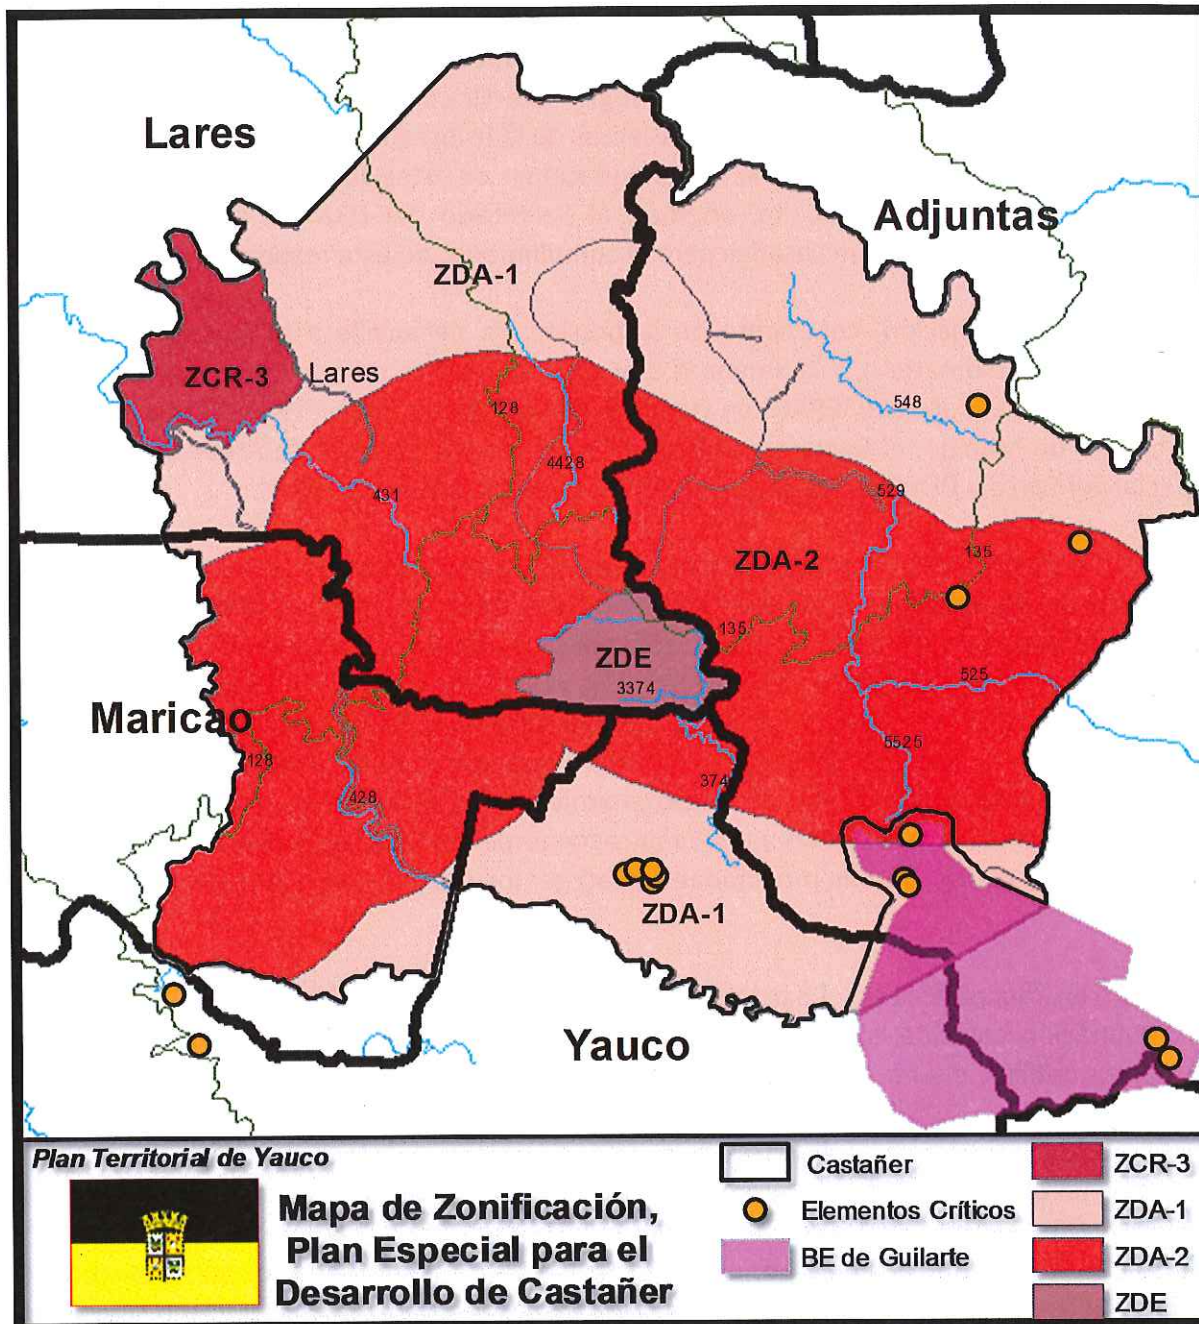 Lares
Adjuntas
ZDA-1
ZCR-3
Lares
548
128
4428
431
529
135
ZDA-2
135
ZDE
3374
525
Maricao
5525
128
374
428
ZDA-1
Yauco
Plan Territorial de Yauco
Mapa de Zonificación,
Plan Especial para el
Desarrollo de Castañer
Castañer
Elementos Críticos
BE de Guilarte
ZCR-3
ZDA-1
ZDA-2
ZDE